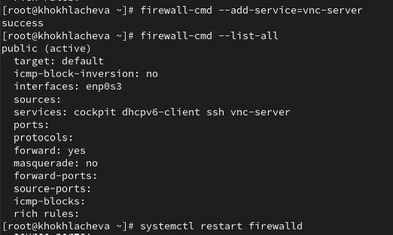 [root@khokhlacheva ~]# firewall-cmd --add-service=vnc-server
success
[root@khokhlacheva ~]# firewall-cmd --list-all
public (active)
  target: default
  icmp-block-inversion: no
  interfaces: enp0s3
  sources:
  services: cockpit dhcpv6-client ssh vnc-server
  ports:
  protocols:
  forward: yes
  masquerade: no
  forward-ports:
  source-ports:
  icmp-blocks:
  rich rules:
[root@khokhlacheva ~]# systemctl restart firewalld